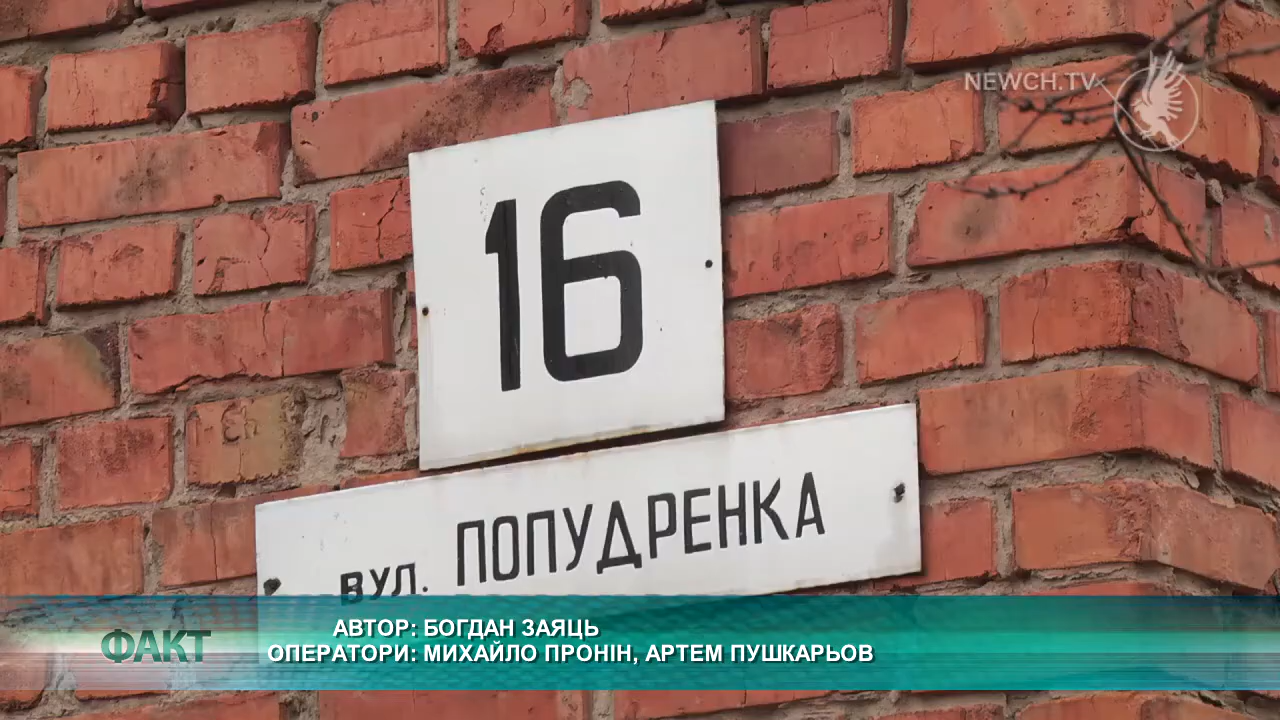 NEWCH.TV
16
вул. ПОПУДРЕНКА
ФАКТ
АВТОР: БОГДАН ЗАЯЦЬ
ОПЕРАТОРИ: МИХАЙЛО ПРОНІН, АРТЕМ ПУШКАРЬОВ